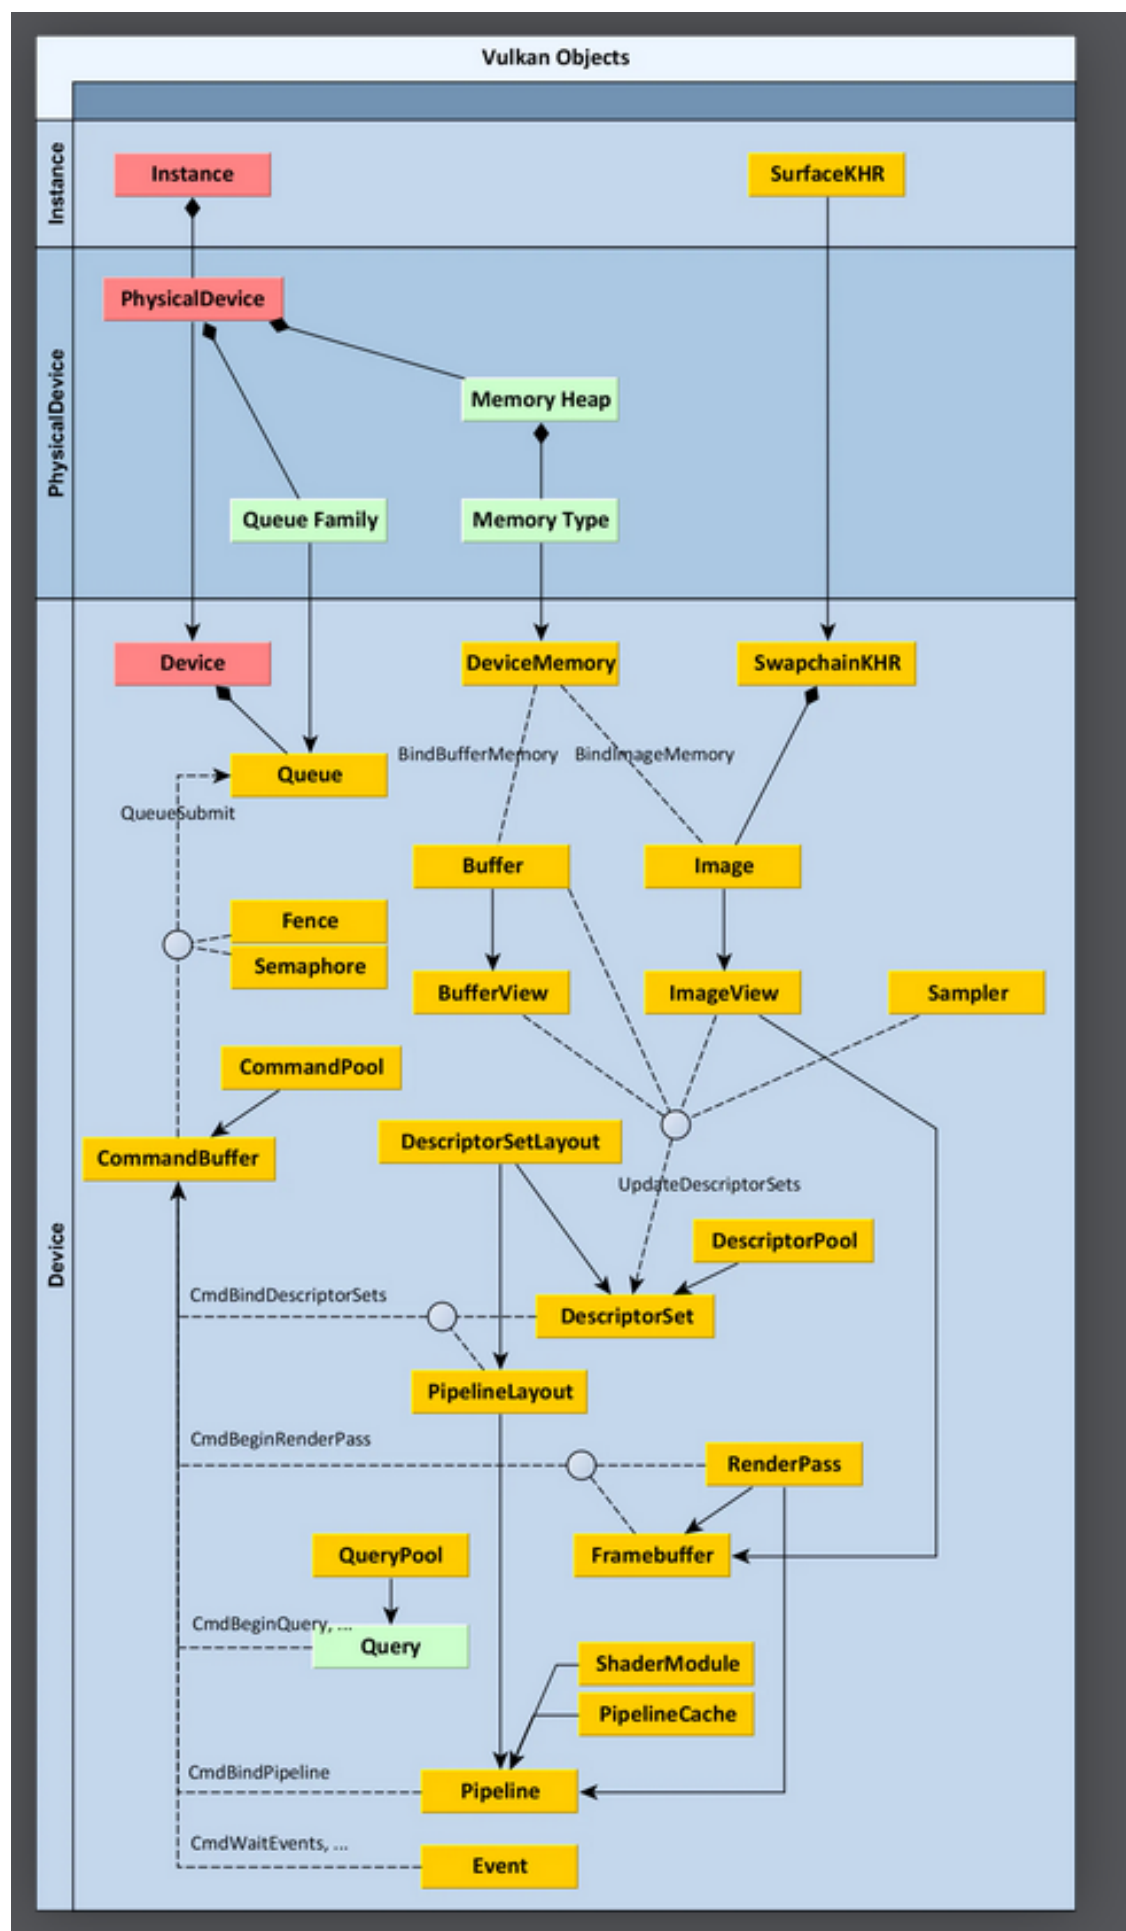 Vulkan Objects
Instance
Instance
SurfaceKHR
PhysicalDevice
PhysicalDevice
Memory Heap
Queue Family
Memory Type
Device
Device
DeviceMemory
SwapchainKHR
BindBufferMemory
BindImageMemory
Queue
QueueSubmit
Buffer
Image
Fence
Semaphore
BufferView
ImageView
Sampler
CommandPool
CommandBuffer
DescriptorSetLayout
UpdateDescriptorSets
DescriptorPool
CmdBindDescriptorSets
DescriptorSet
PipelineLayout
CmdBeginRenderPass
RenderPass
QueryPool
Framebuffer
CmdBeginQuery, ...
Query
ShaderModule
PipelineCache
CmdBindPipeline
Pipeline
CmdWaitEvents, ...
Event